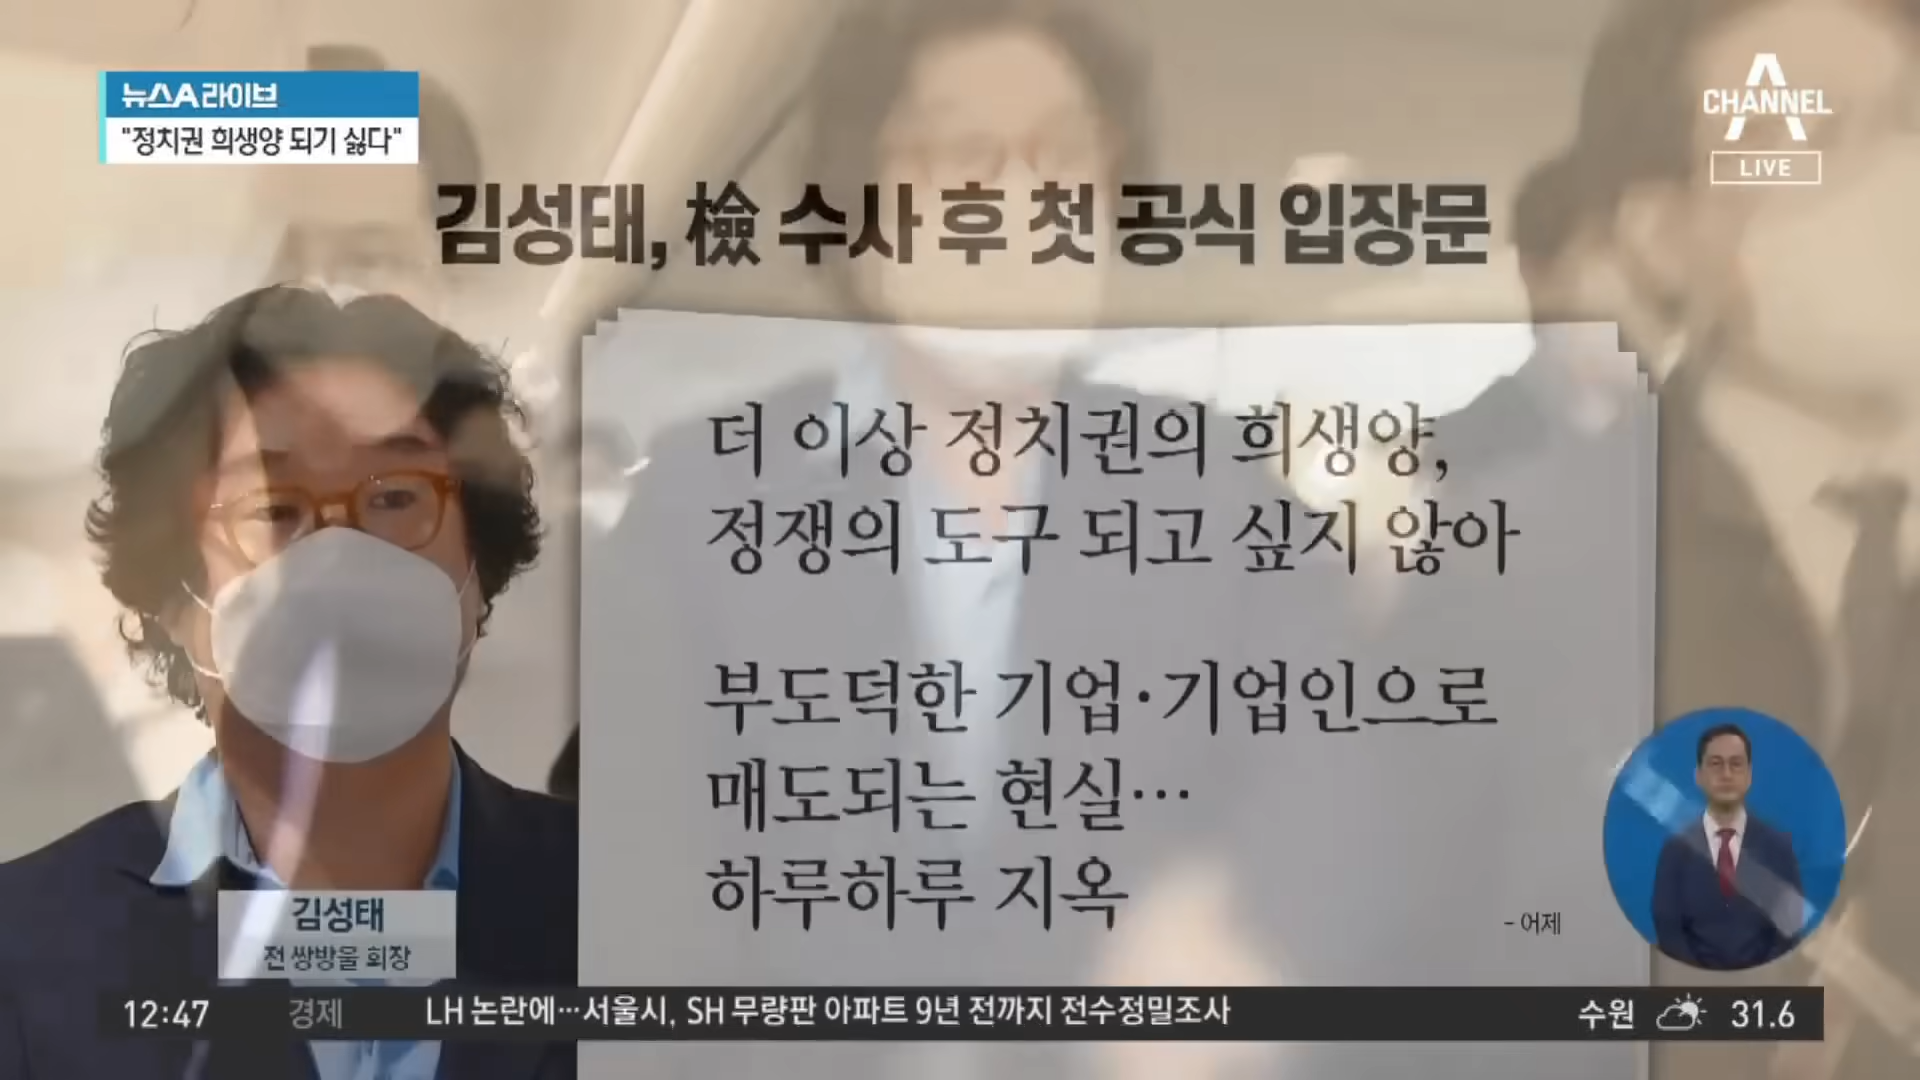 뉴스A라이브
"정치권 희생양 되기 싫다"
CHANNEL A
LIVE
김성태, 檢 수사 후 첫 공식 입장문
더 이상 정치권의 희생양,
정쟁의 도구 되고 싶지 않아
부도덕한 기업·기업인으로
매도되는 현실…
하루하루 지옥
- 어제
김성태
전 쌍방울 회장
12:47 경제 LH 논란에…서울시, SH 무량판 아파트 9년 전까지 전수정밀조사 수원 31.6